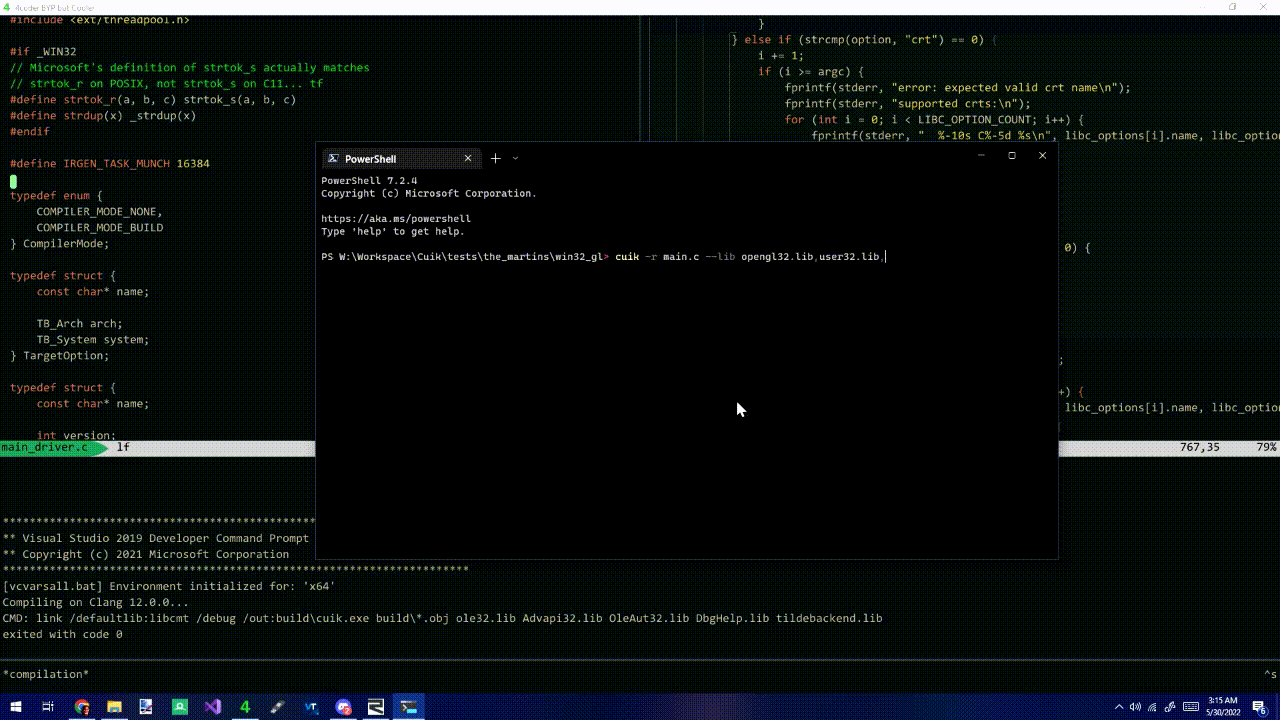 4coder BYP but Cooler
#include <ext/threadpool.h>
#if _WIN32
// Microsoft's definition of strtok_s actually matches
// strtok_r on POSIX, not strtok_s on C11... tf
#define strtok_r(a, b, c) strtok_s(a, b, c)
#define strdup(x) _strdup(x)
#endif
#define IRGEN_TASK_MUNCH 16384
typedef enum {
COMPILER_MODE_NONE,
COMPILER_MODE_BUILD
} CompilerMode;
typedef struct {
const char* name;
TB_Arch arch;
TB_System system;
} TargetOption;
typedef struct {
const char* name;
int version;
}
} else if (strcmp(option, "crt") == 0) {
i += 1;
if (i >= argc) {
fprintf(stderr, "error: expected valid crt name\n");
fprintf(stderr, "supported crts:\n");
for (int i = 0; i < LIBC_OPTION_COUNT; i++) {
fprintf(stderr, "  %-10s C%-5d %s\n", libc_options[i].name, libc_optio
0) {
;
+) {
libc_options[i].name, libc_optio
PowerShell
PowerShell 7.2.4
Copyright (c) Microsoft Corporation.
https://aka.ms/powershell
Type 'help' to get help.
PS W:\Workspace\Cuik\tests\the_martins\win32_gl> cuik -r main.c --lib opengl32.lib,user32.lib,
main_driver.c lf
767,35 79%
***********************************************
** Visual Studio 2019 Developer Command Prompt
** Copyright (c) 2021 Microsoft Corporation
**********************************************************************
[vcvarsall.bat] Environment initialized for: 'x64'
Compiling on Clang 12.0.0...
CMD: link /defaultlib:libcmt /debug /out:build\cuik.exe build\*.obj ole32.lib Advapi32.lib OleAut32.lib DbgHelp.lib tildebackend.lib
exited with code 0
*compilation* ^s
3:15 AM
5/30/2022